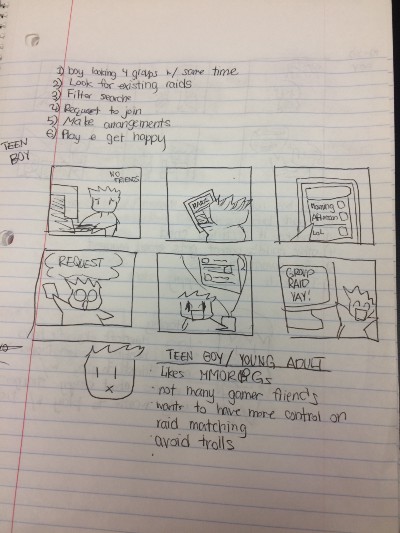 1) boy looking 4 groups w/ same time
2) Look for existing raids
3) Filter search
4) Request to join
5) Make arrangements
6) Play & get happy
TEEN BOY
NO FRIENDS
Morning
Afternoon
LoL
REQUEST
GROUP
RAID
YAY!
TEEN BOY / YOUNG ADULT
Likes MMORPGs
· not many gamer friends
· wants to have more control on
raid matching
· avoid trolls